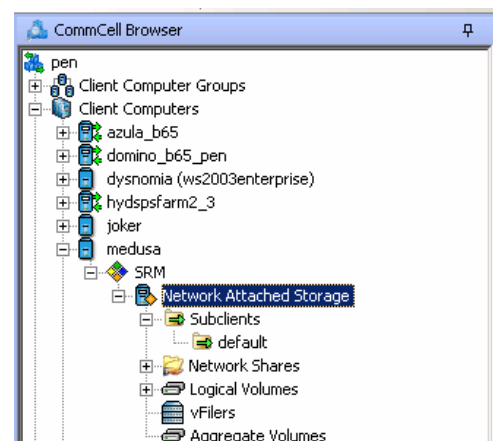 CommCell Browser
pen
Client Computer Groups
Client Computers
azula_b65
domino_b65_pen
dysnomia (ws2003enterprise)
hydspsfarm2_3
joker
medusa
SRM
Network Attached Storage
Subclients
default
Network Shares
Logical Volumes
vFilers
Aggregate Volumes